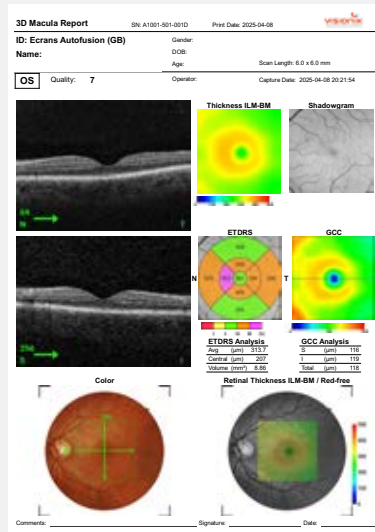 3D Macula Report
SN: A1001-501-001D
Print Date: 2025-04-08
visionix
ID: Ecrans Autofusion (GB)
Gender:
Name:
DOB:
Age:
Scan Length: 6.0 x 6.0 mm
OS
Quality: 7
Operator:
Capture Date: 2025-04-08 20:21:54
Thickness ILM-BM
Shadowgram
N
T
ETDRS
GCC
N
T
S
ETDRS Analysis
Avg (µm) 313.7
Central (µm) 207
Volume (mm³) 8.86
GCC Analysis
S (µm) 116
I (µm) 119
Total (µm) 118
Color
Retinal Thickness ILM-BM / Red-free
Comments:
Signature:
Date: